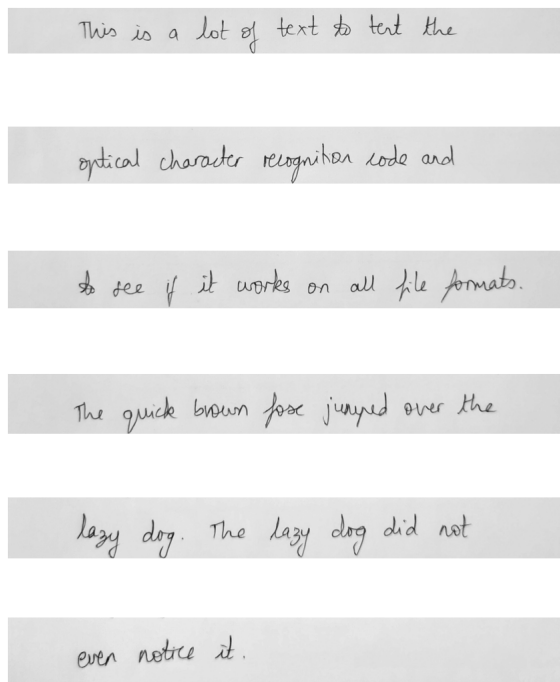 This is a lot of text to test the
optical character recognition code and
to see if it works on all file formats.
The quick brown fox jumped over the
lazy dog. The lazy dog did not
even notice it.